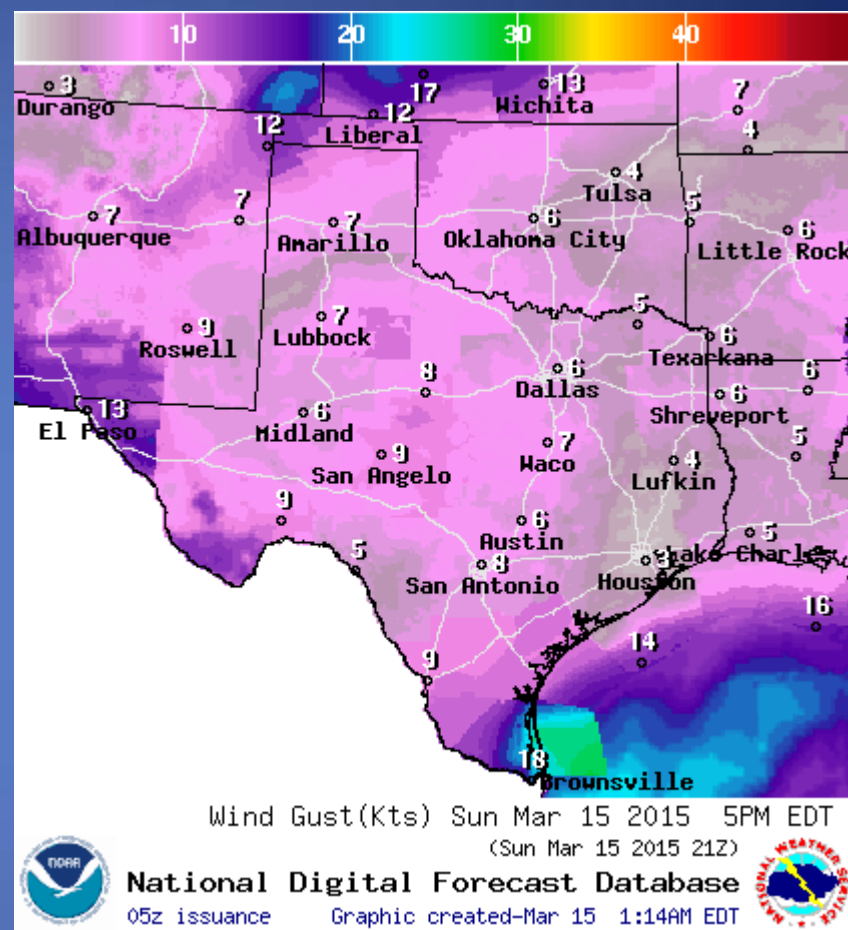 10 20 30 40
3
Durango
17
13
Wichita
7
12
Liberal
12
4
4
Tulsa
7
Albuquerque
7
7
Amarillo
6
Oklahoma City
5
6
Little Rock
9
Roswell
7
Lubbock
5
6
Texarkana
8
6
Dallas
6
Shreveport
6
13
El Paso
6
Midland
9
San Angelo
7
Waco
4
Lufkin
5
9
6
Austin
5
Lake Charles
5
8
San Antonio
3
Houston
16
14
9
18
Brownsville
Wind Gust(Kts) Sun Mar 15 2015 5PM EDT
(Sun Mar 15 2015 21Z)
NOAA
National Digital Forecast Database
05z issuance Graphic created-Mar 15 1:14AM EDT
NATIONAL WEATHER SERVICE